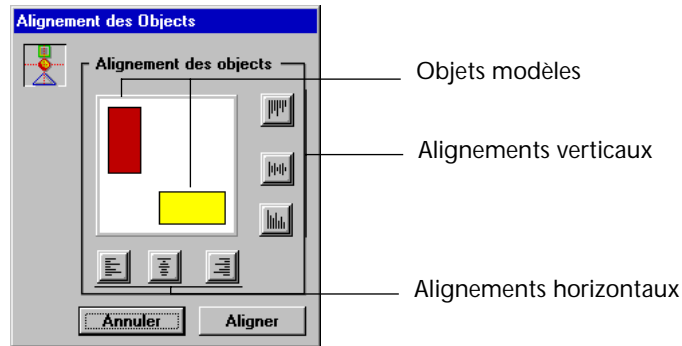 Alignement des Objects
Alignement des objects
Objets modèles
Alignements verticaux
Alignements horizontaux
Annuler
Aligner